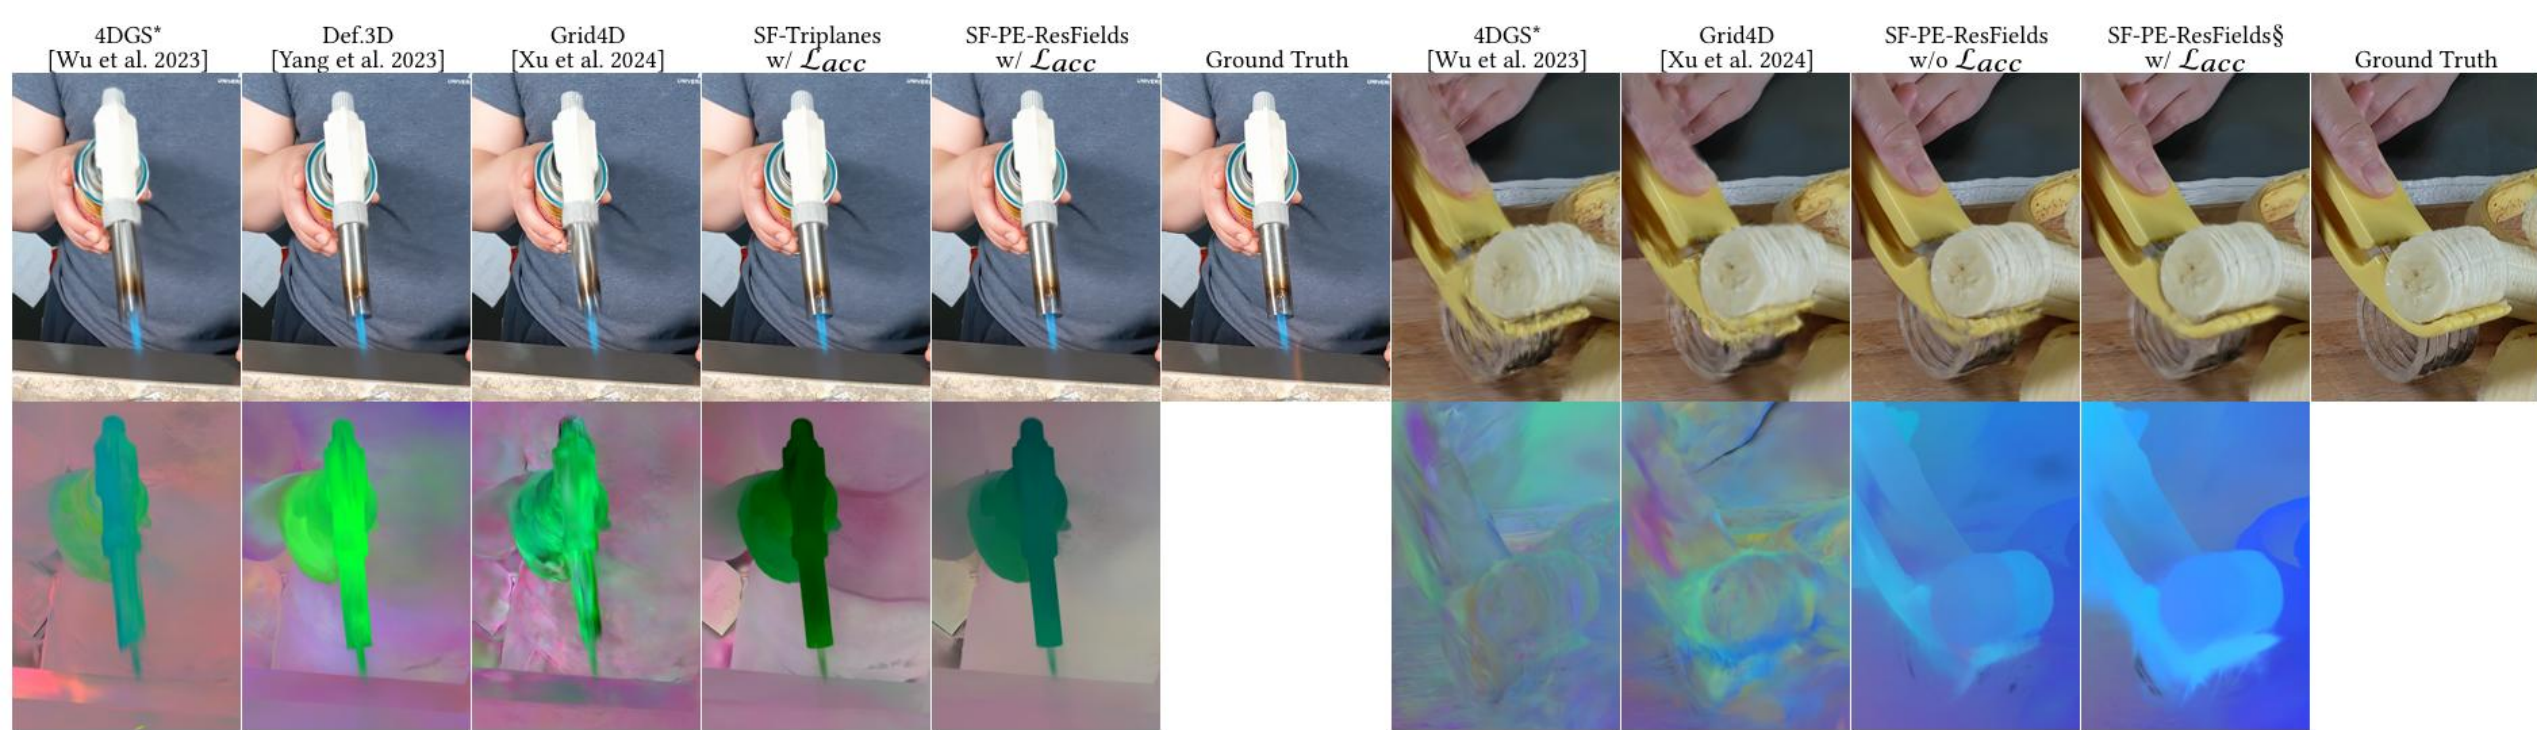 4DGS*
[Wu et al. 2023]
Def.3D
[Yang et al. 2023]
Grid4D
[Xu et al. 2024]
SF-Triplanes
w/ ℒacc
SF-PE-ResFields
w/ ℒacc
Ground Truth
4DGS*
[Wu et al. 2023]
Grid4D
[Xu et al. 2024]
SF-PE-ResFields
w/o ℒacc
SF-PE-ResFields§
w/ ℒacc
Ground Truth